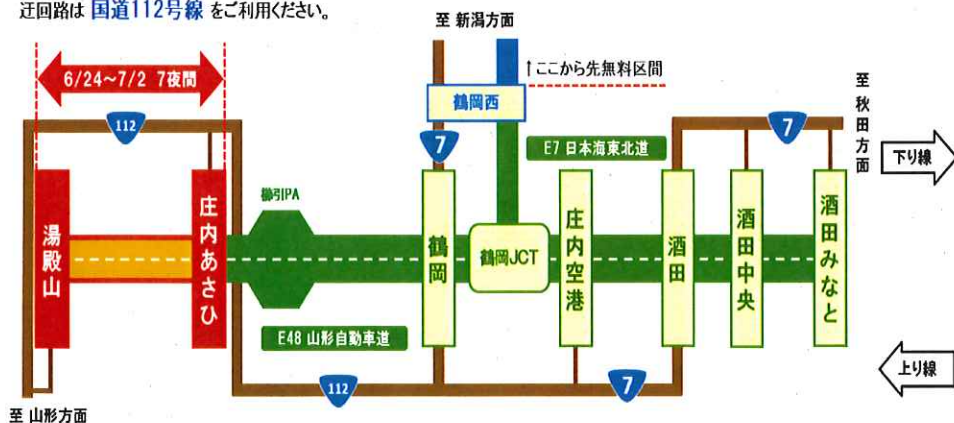 迂回路は 国道112号線 をご利用ください。
至 新潟方面
6/24～7/2 7夜間
↑ここから先無料区間
鶴岡西
至秋田方面
112
7
7
E7 日本海東北道
下り線
櫛引PA
湯殿山
庄内あさひ
鶴岡
鶴岡JCT
庄内空港
酒田
酒田中央
酒田みなと
E48 山形自動車道
上り線
112
7
至 山形方面